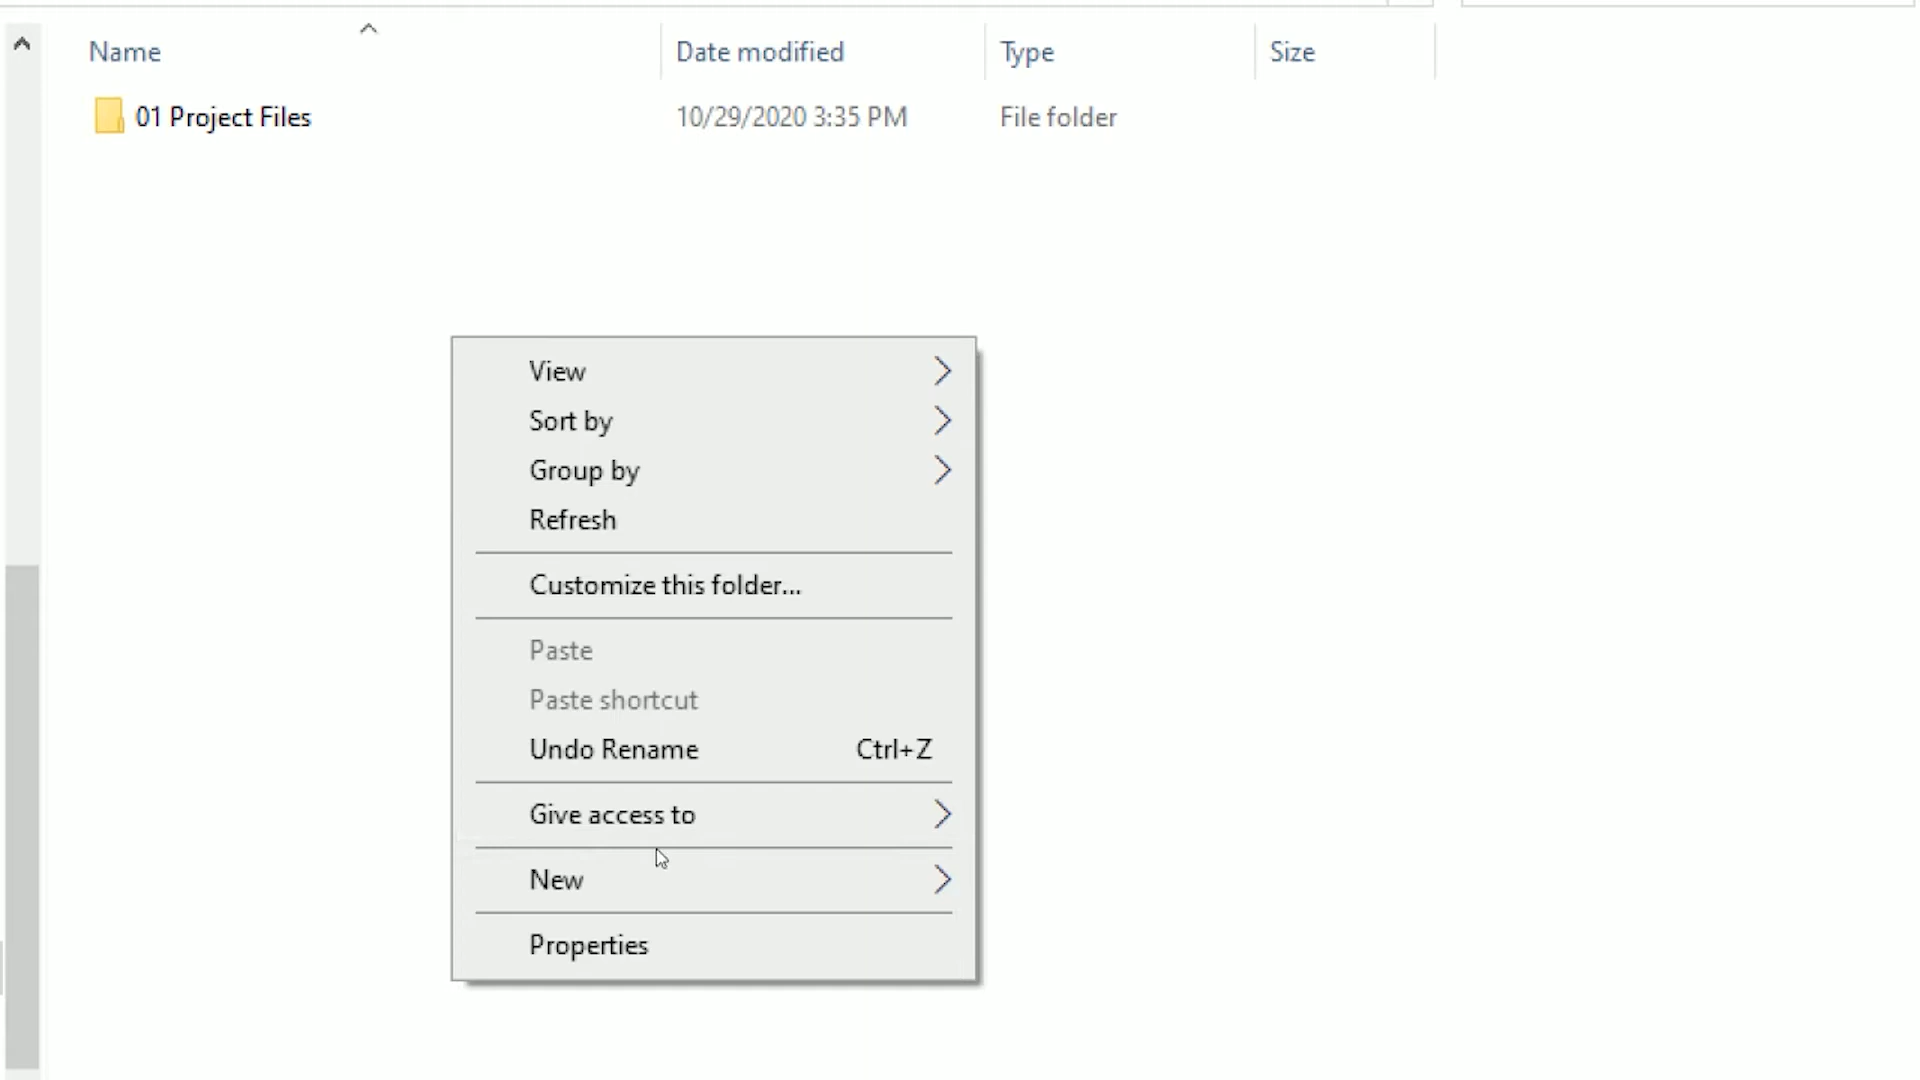 Name Date modified Type Size
01 Project Files 10/29/2020 3:35 PM File folder
View
Sort by
Group by
Refresh
Customize this folder...
Paste
Paste shortcut
Undo Rename Ctrl+Z
Give access to
New
Properties